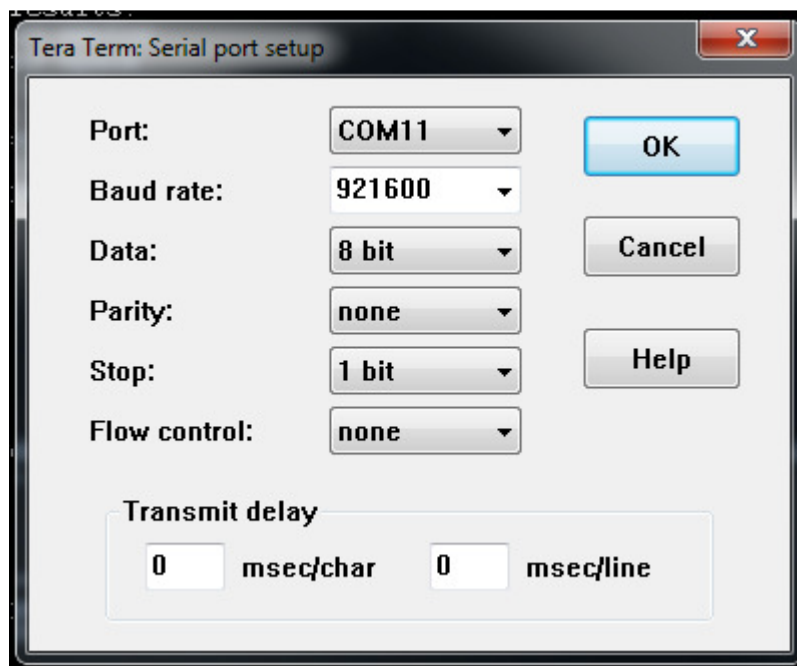 results:
Tera Term: Serial port setup
Port: COM11
OK
Baud rate: 921600
Data: 8 bit
Cancel
Parity: none
Stop: 1 bit
Help
Flow control: none
Transmit delay
0 msec/char 0 msec/line